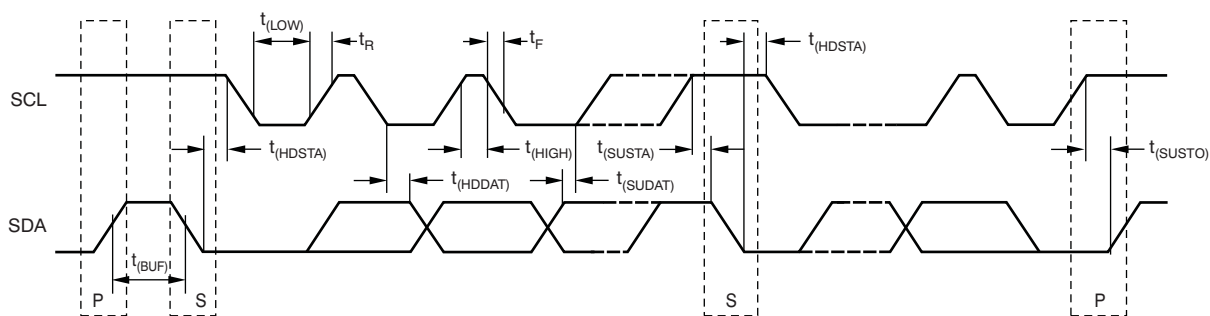 t(LOW)
tR
tF
t(HDSTA)
SCL
t(HDSTA)
t(HIGH)
t(SUSTA)
t(SUSTO)
t(HDDAT)
t(SUDAT)
SDA
t(BUF)
P
S
S
P